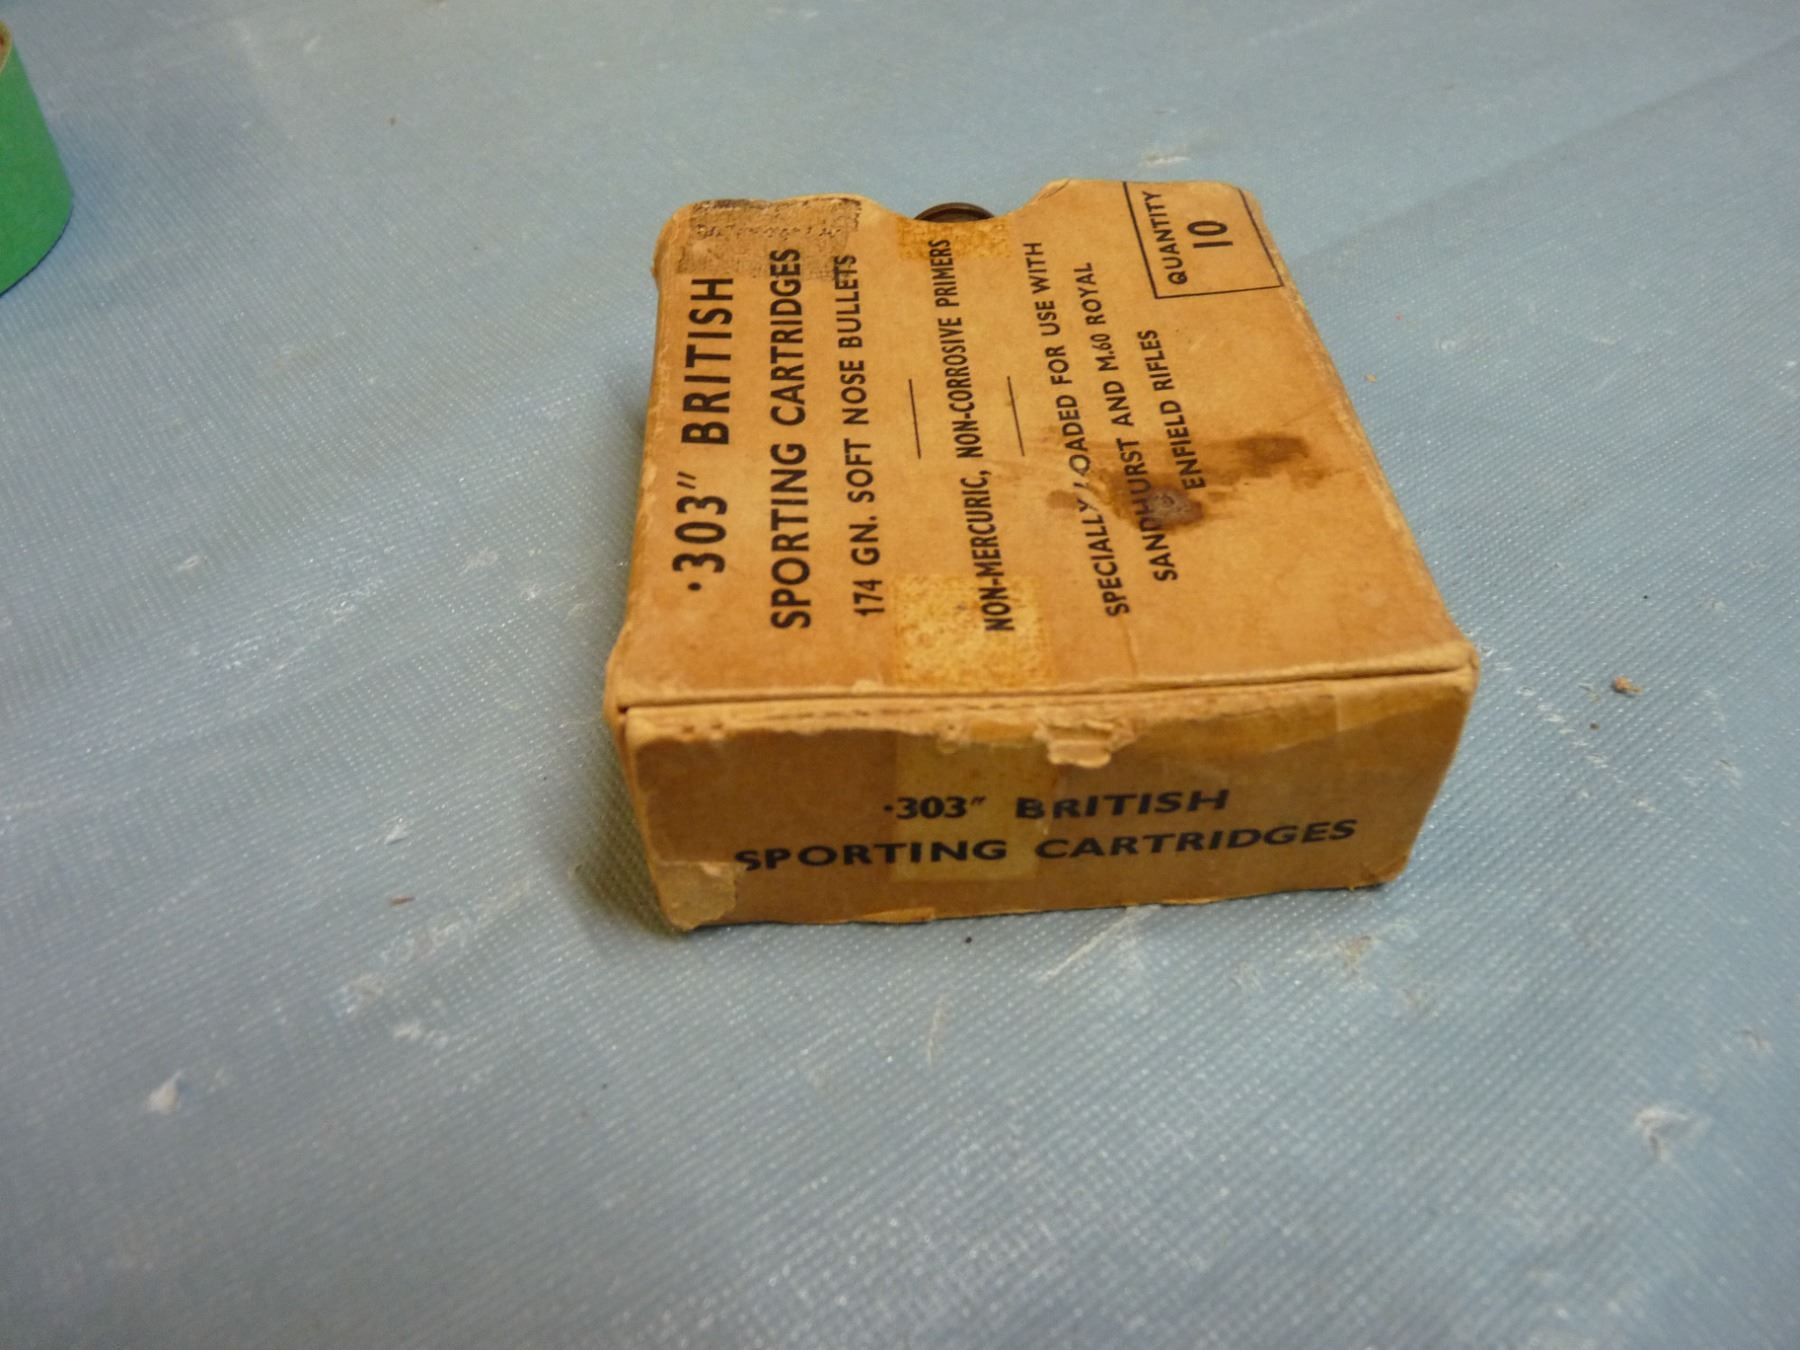 ·303″ BRITISH
SPORTING CARTRIDGES
174 GN. SOFT NOSE BULLETS
NON-MERCURIC, NON-CORROSIVE PRIMERS
SPECIALLY LOADED FOR USE WITH
SANDHURST AND M.60 ROYAL
ENFIELD RIFLES
QUANTITY
10
·303″ BRITISH
SPORTING CARTRIDGES